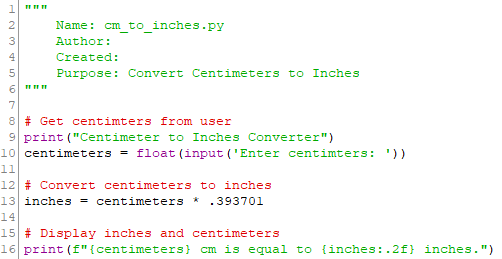 1 """
2     Name: cm_to_inches.py
3     Author:
4     Created:
5     Purpose: Convert Centimeters to Inches
6 """
7
8 # Get centimters from user
9 print("Centimeter to Inches Converter")
10 centimeters = float(input('Enter centimters: '))
11
12 # Convert centimeters to inches
13 inches = centimeters * .393701
14
15 # Display inches and centimeters
16 print(f"{centimeters} cm is equal to {inches:.2f} inches.")